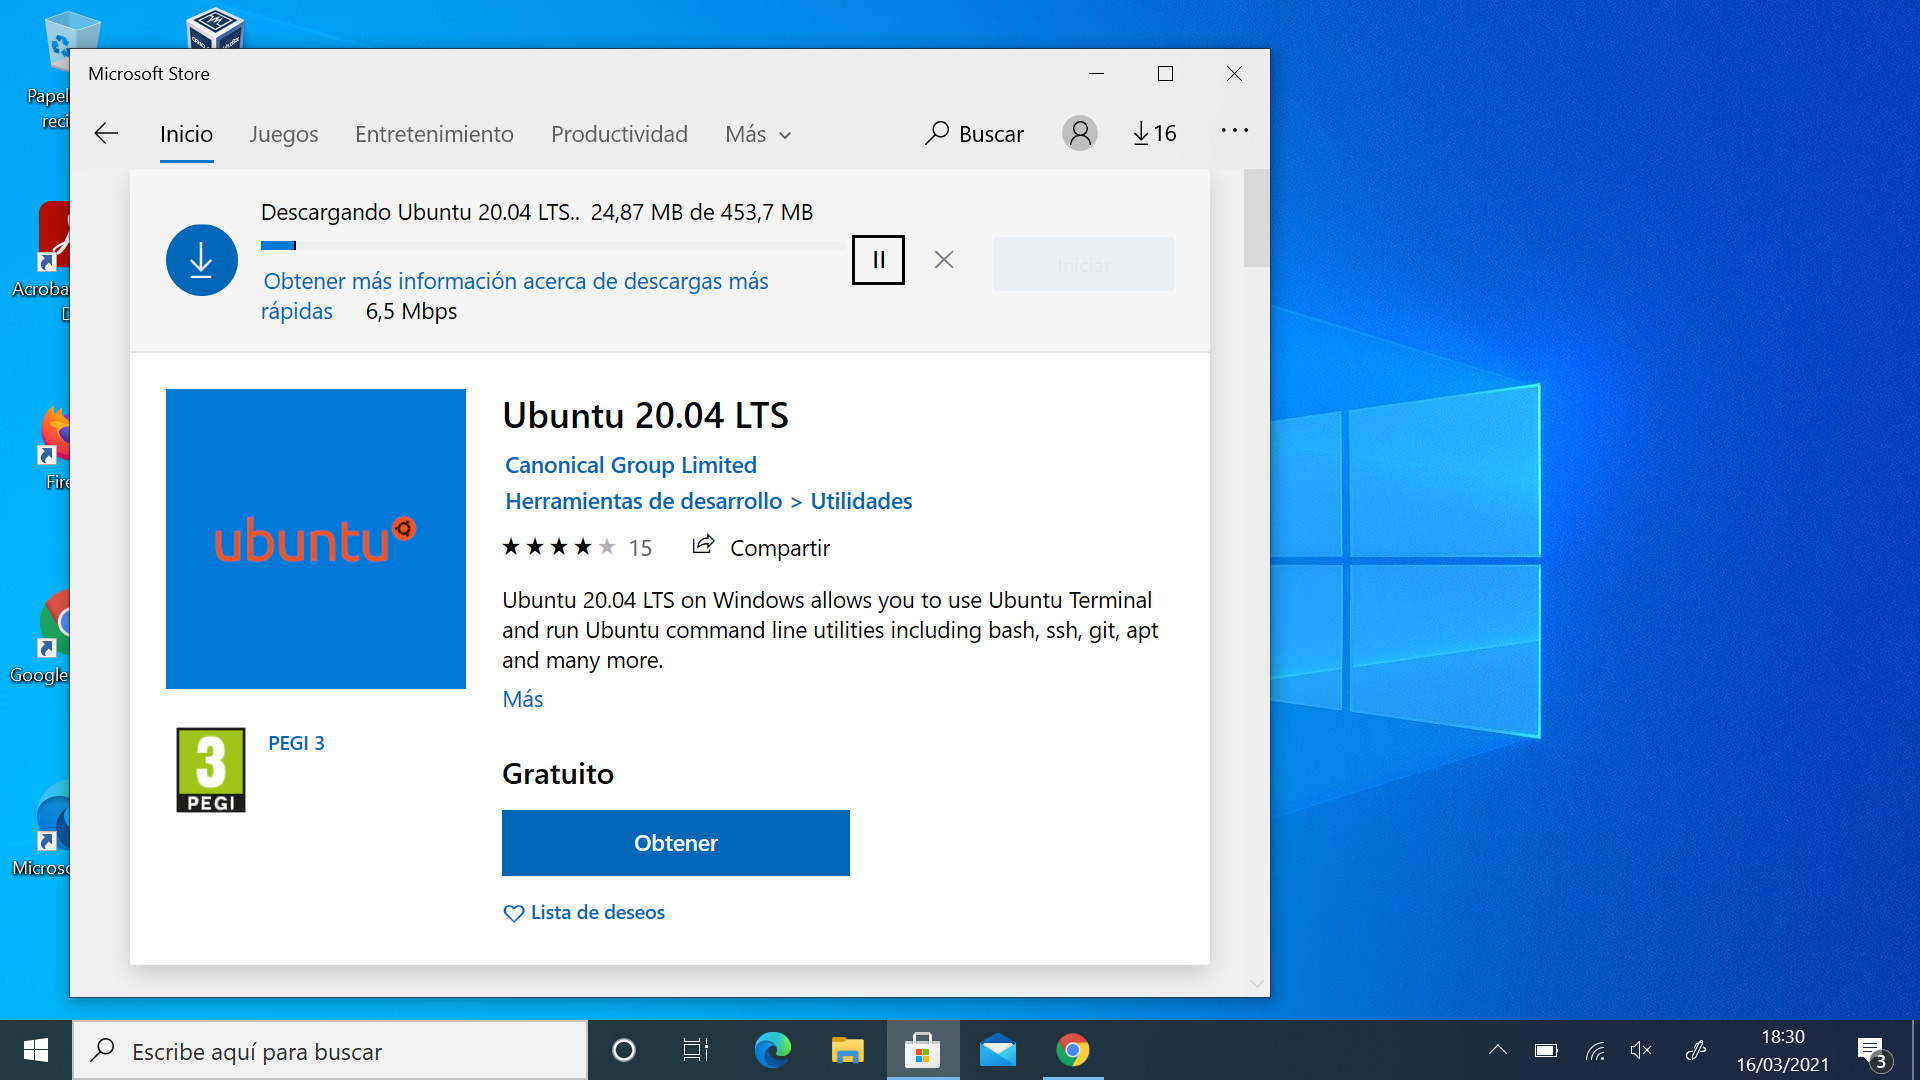 Papel
reci
Acroba
D
Fire
Google
Micros
Microsoft Store
Inicio Juegos Entretenimiento Productividad Más Buscar 16
Descargando Ubuntu 20.04 LTS.. 24,87 MB de 453,7 MB
Obtener más información acerca de descargas más
rápidas 6,5 Mbps
Iniciar
ubuntu
Ubuntu 20.04 LTS
Canonical Group Limited
Herramientas de desarrollo > Utilidades
15 Compartir
Ubuntu 20.04 LTS on Windows allows you to use Ubuntu Terminal
and run Ubuntu command line utilities including bash, ssh, git, apt
and many more.
Más
3
PEGI
PEGI 3
Gratuito
Obtener
Lista de deseos
Escribe aquí para buscar
18:30
16/03/2021
3